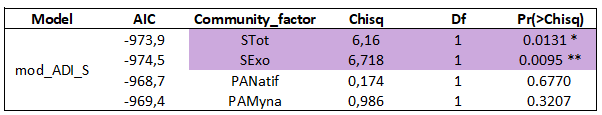 Model AIC Community_factor Chisq Df Pr(>Chisq)
mod_ADI_S
-973,9 STot 6,16 1 0.0131 *
-974,5 SExo 6,718 1 0.0095 **
-968,7 PANatif 0,174 1 0.6770
-969,4 PAMyna 0,986 1 0.3207